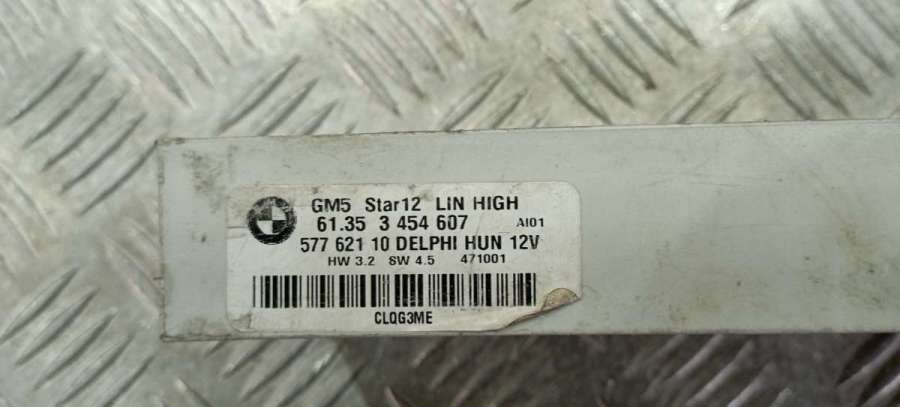 GM5 Star12 LIN HIGH
61.35 3 454 607 AI01
577 621 10 DELPHI HUN 12V
HW 3.2 SW 4.5 471001
CLQG3ME